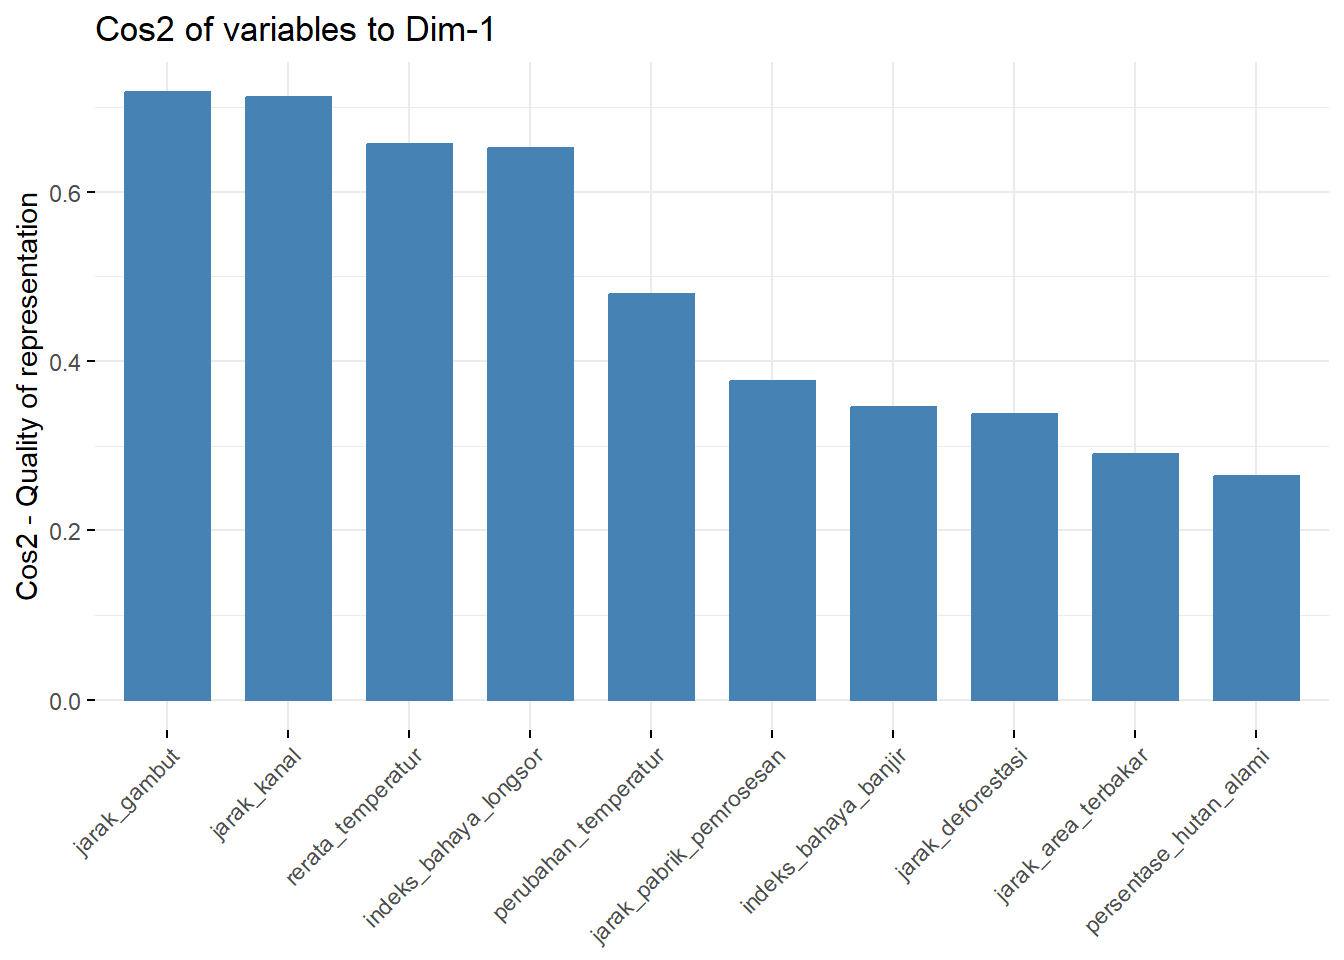 Cos2 of variables to Dim-1
Cos2 - Quality of representation
0.6
0.4
0.2
0.0
jarak_gambut
jarak_kanal
rerata_temperatur
indeks_bahaya_longsor
perubahan_temperatur
jarak_pabrik_pemrosesan
indeks_bahaya_banjir
jarak_deforestasi
jarak_area_terbakar
persentase_hutan_alami